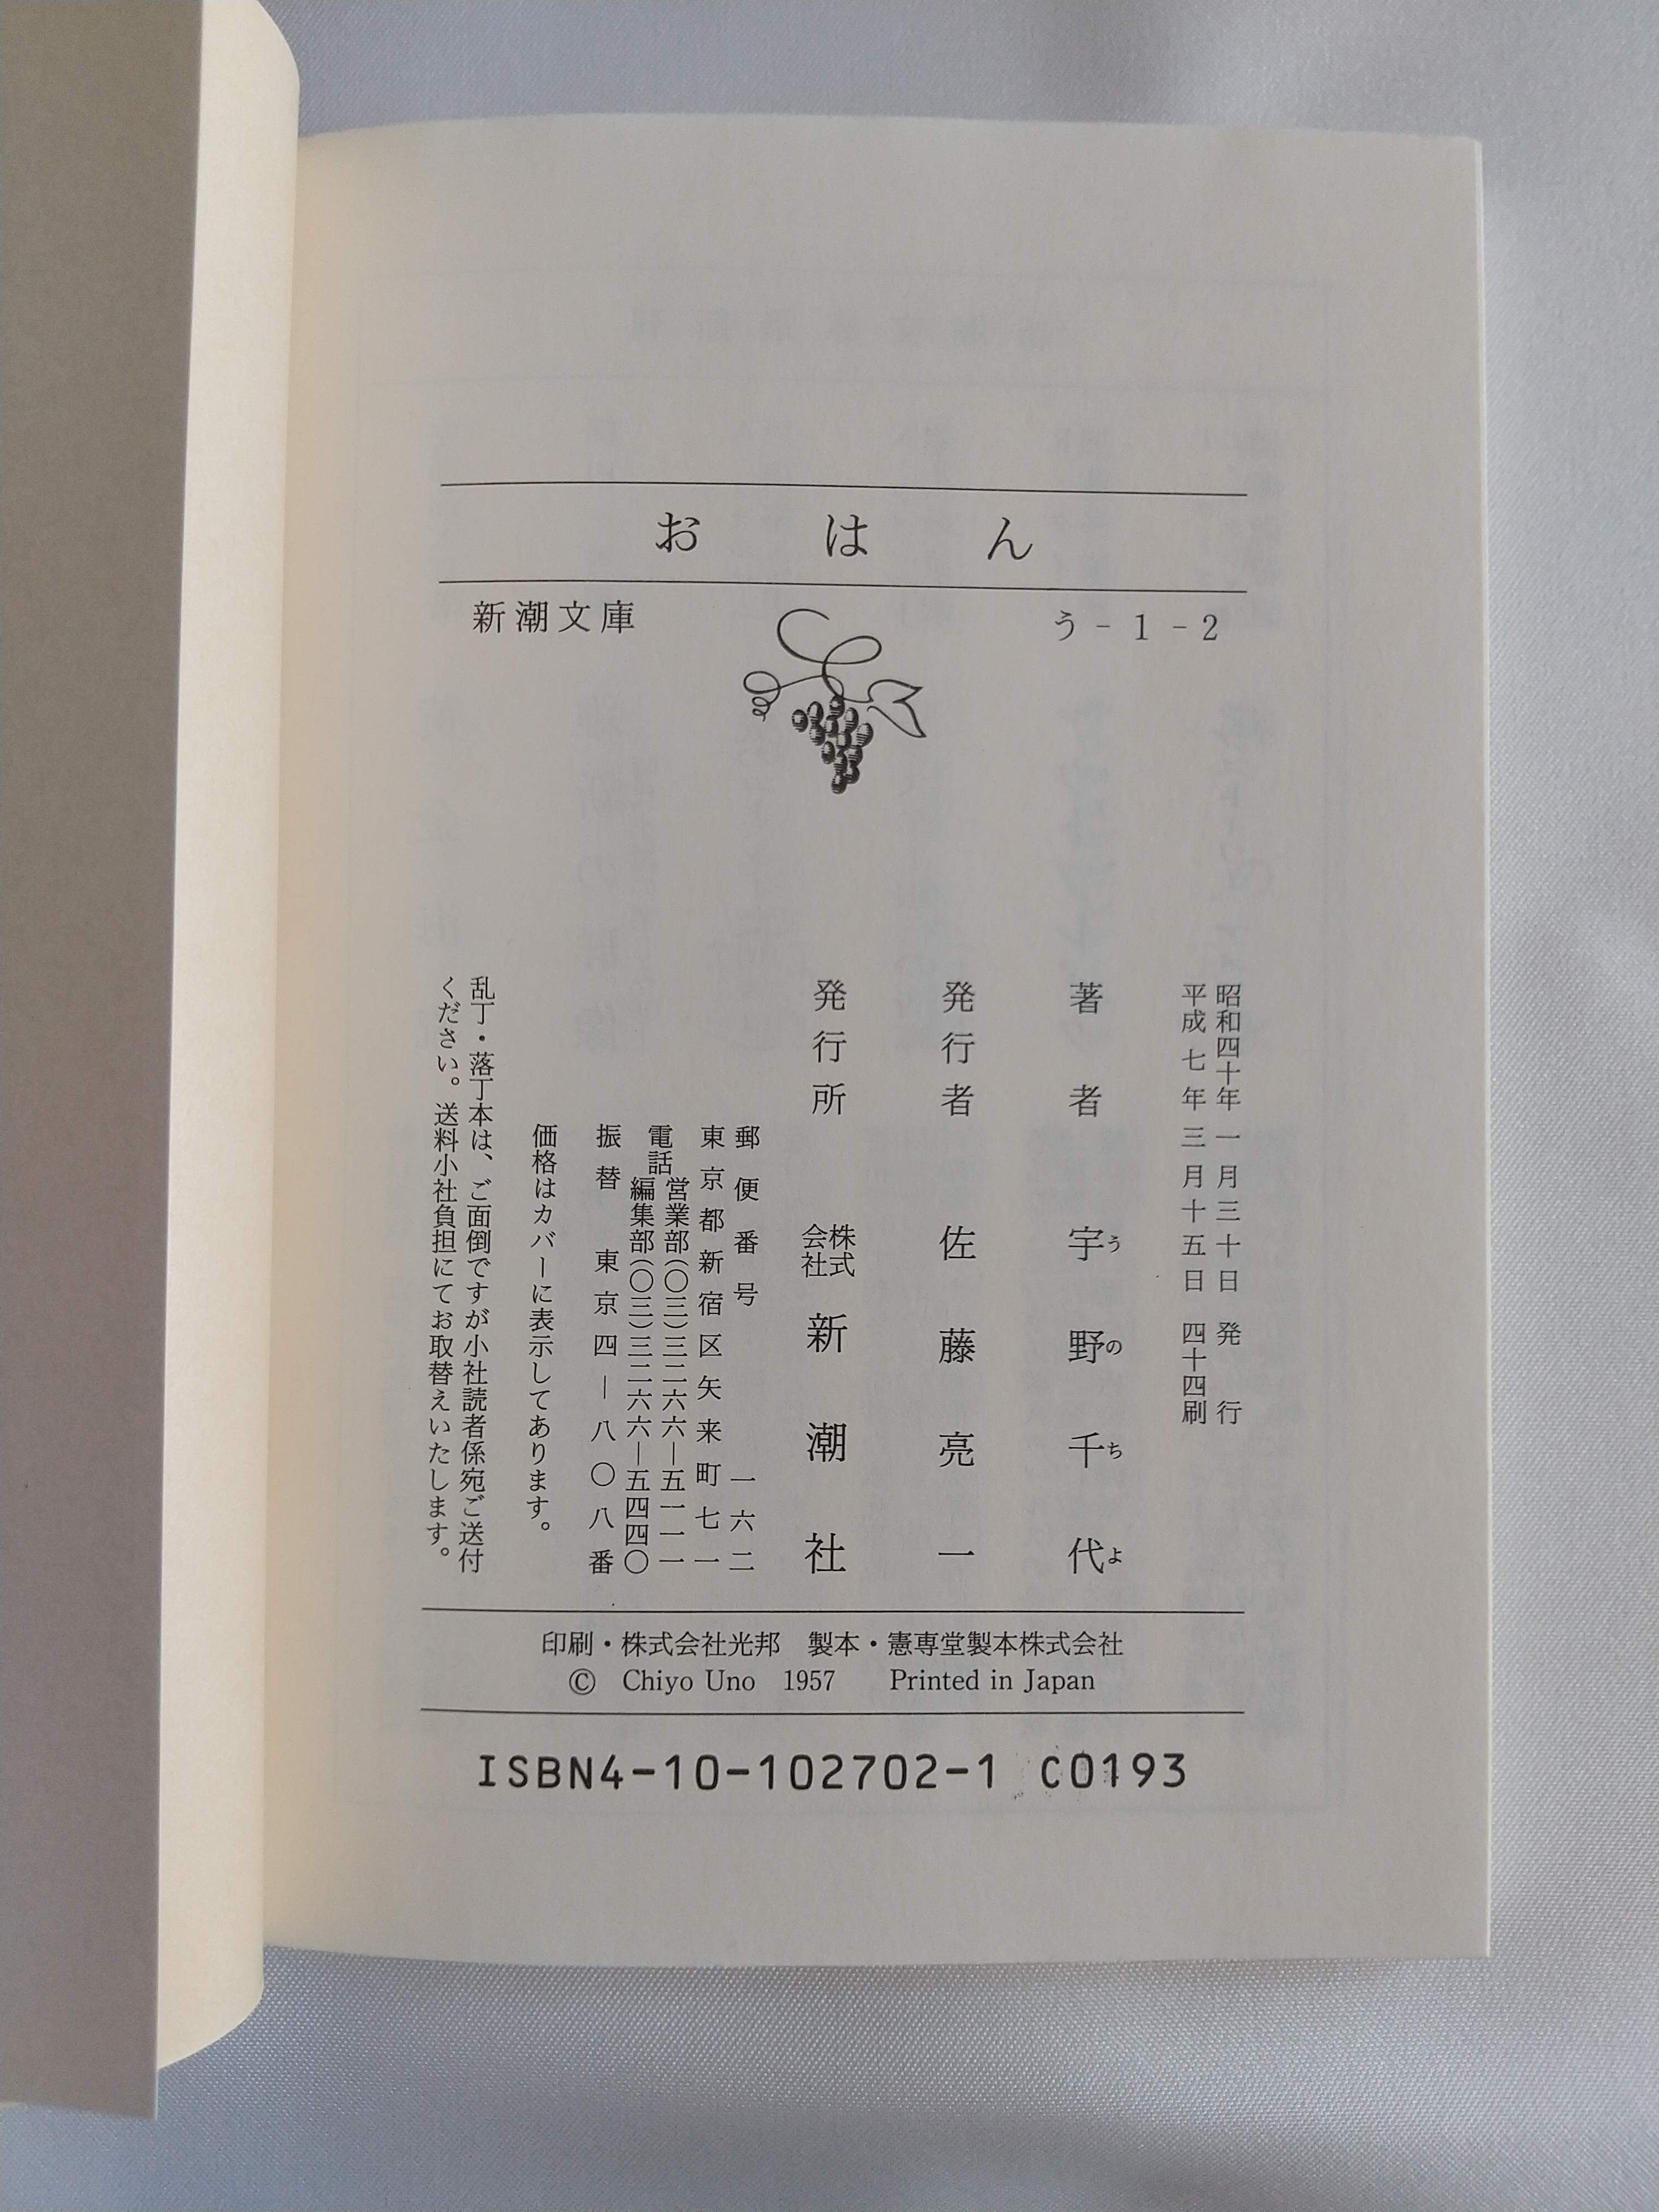 おはん
新潮文庫
う-1-2
昭和四十年一月三十日発行
平成七年三月十五日四十四刷
著者 宇野千代
う の ち よ
発行者 佐藤亮一
発行所 株式会社 新潮社
郵便番号 一六二
東京都新宿区矢来町七一
電話 営業部(〇三)三二六六―五一一一
編集部(〇三)三二六六―五四四〇
振替 東京四―八〇八番
価格はカバーに表示してあります。
乱丁・落丁本は、ご面倒ですが小社読者係宛ご送付
ください。送料小社負担にてお取替えいたします。
印刷・株式会社光邦 製本・憲専堂製本株式会社
© Chiyo Uno 1957 Printed in Japan
ISBN4-10-102702-1 C0193